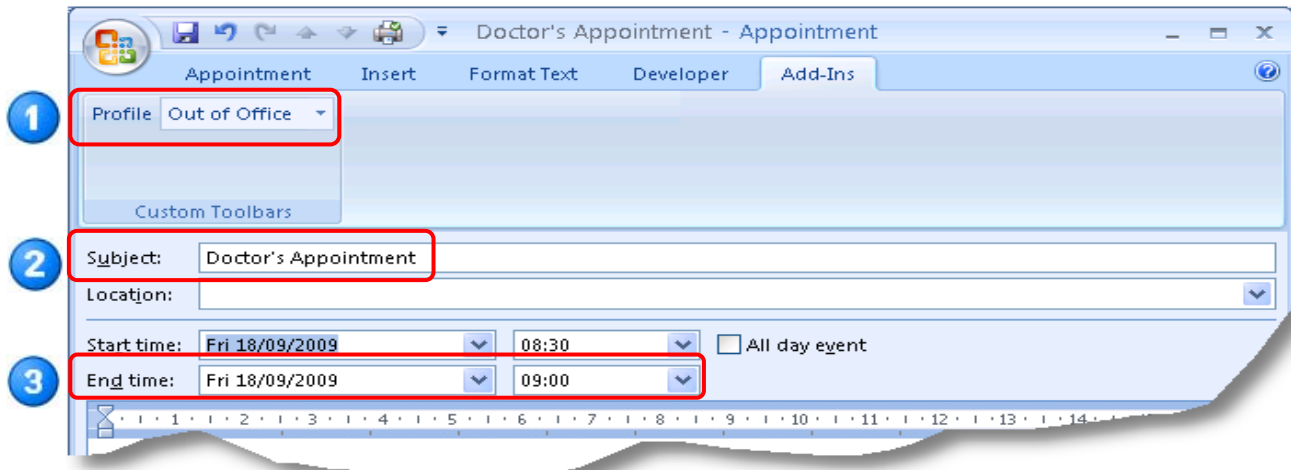 Doctor's Appointment - Appointment
Appointment Insert Format Text Developer Add-Ins
1
Profile Out of Office
Custom Toolbars
2
Subject: Doctor's Appointment
Location:
Start time: Fri 18/09/2009 08:30 All day event
3
End time: Fri 18/09/2009 09:00
1 2 3 4 5 6 7 8 9 10 11 12 13 14